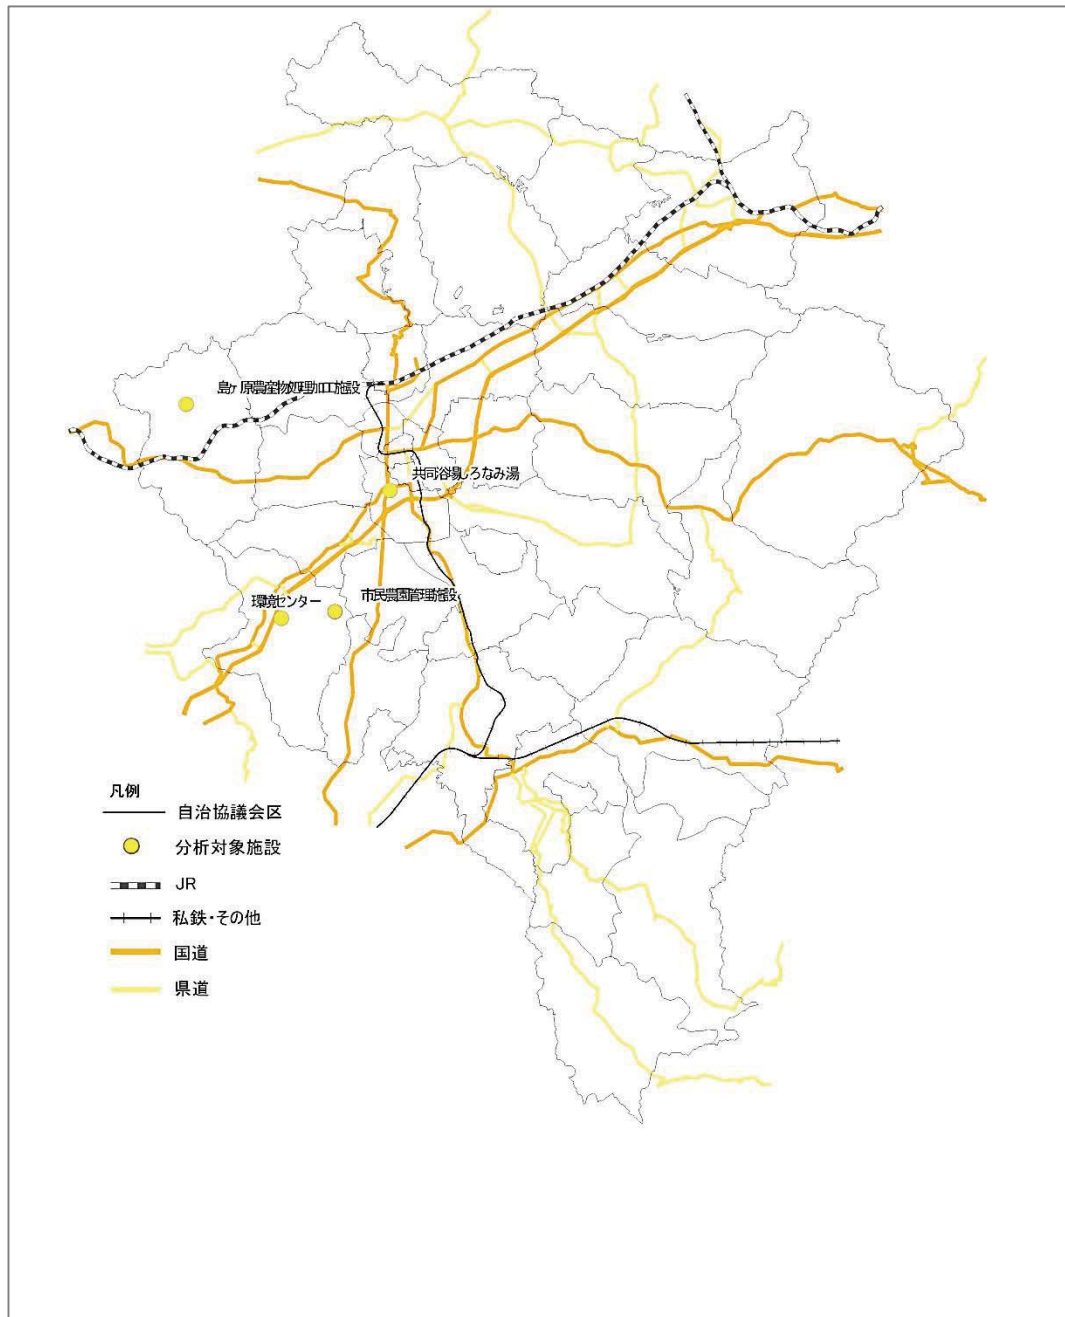 島ヶ原農産物処理加工施設
共同浴場しろなみ湯
環境センター
市民農園管理施設
凡例
自治協議会区
分析対象施設
JR
私鉄・その他
国道
県道